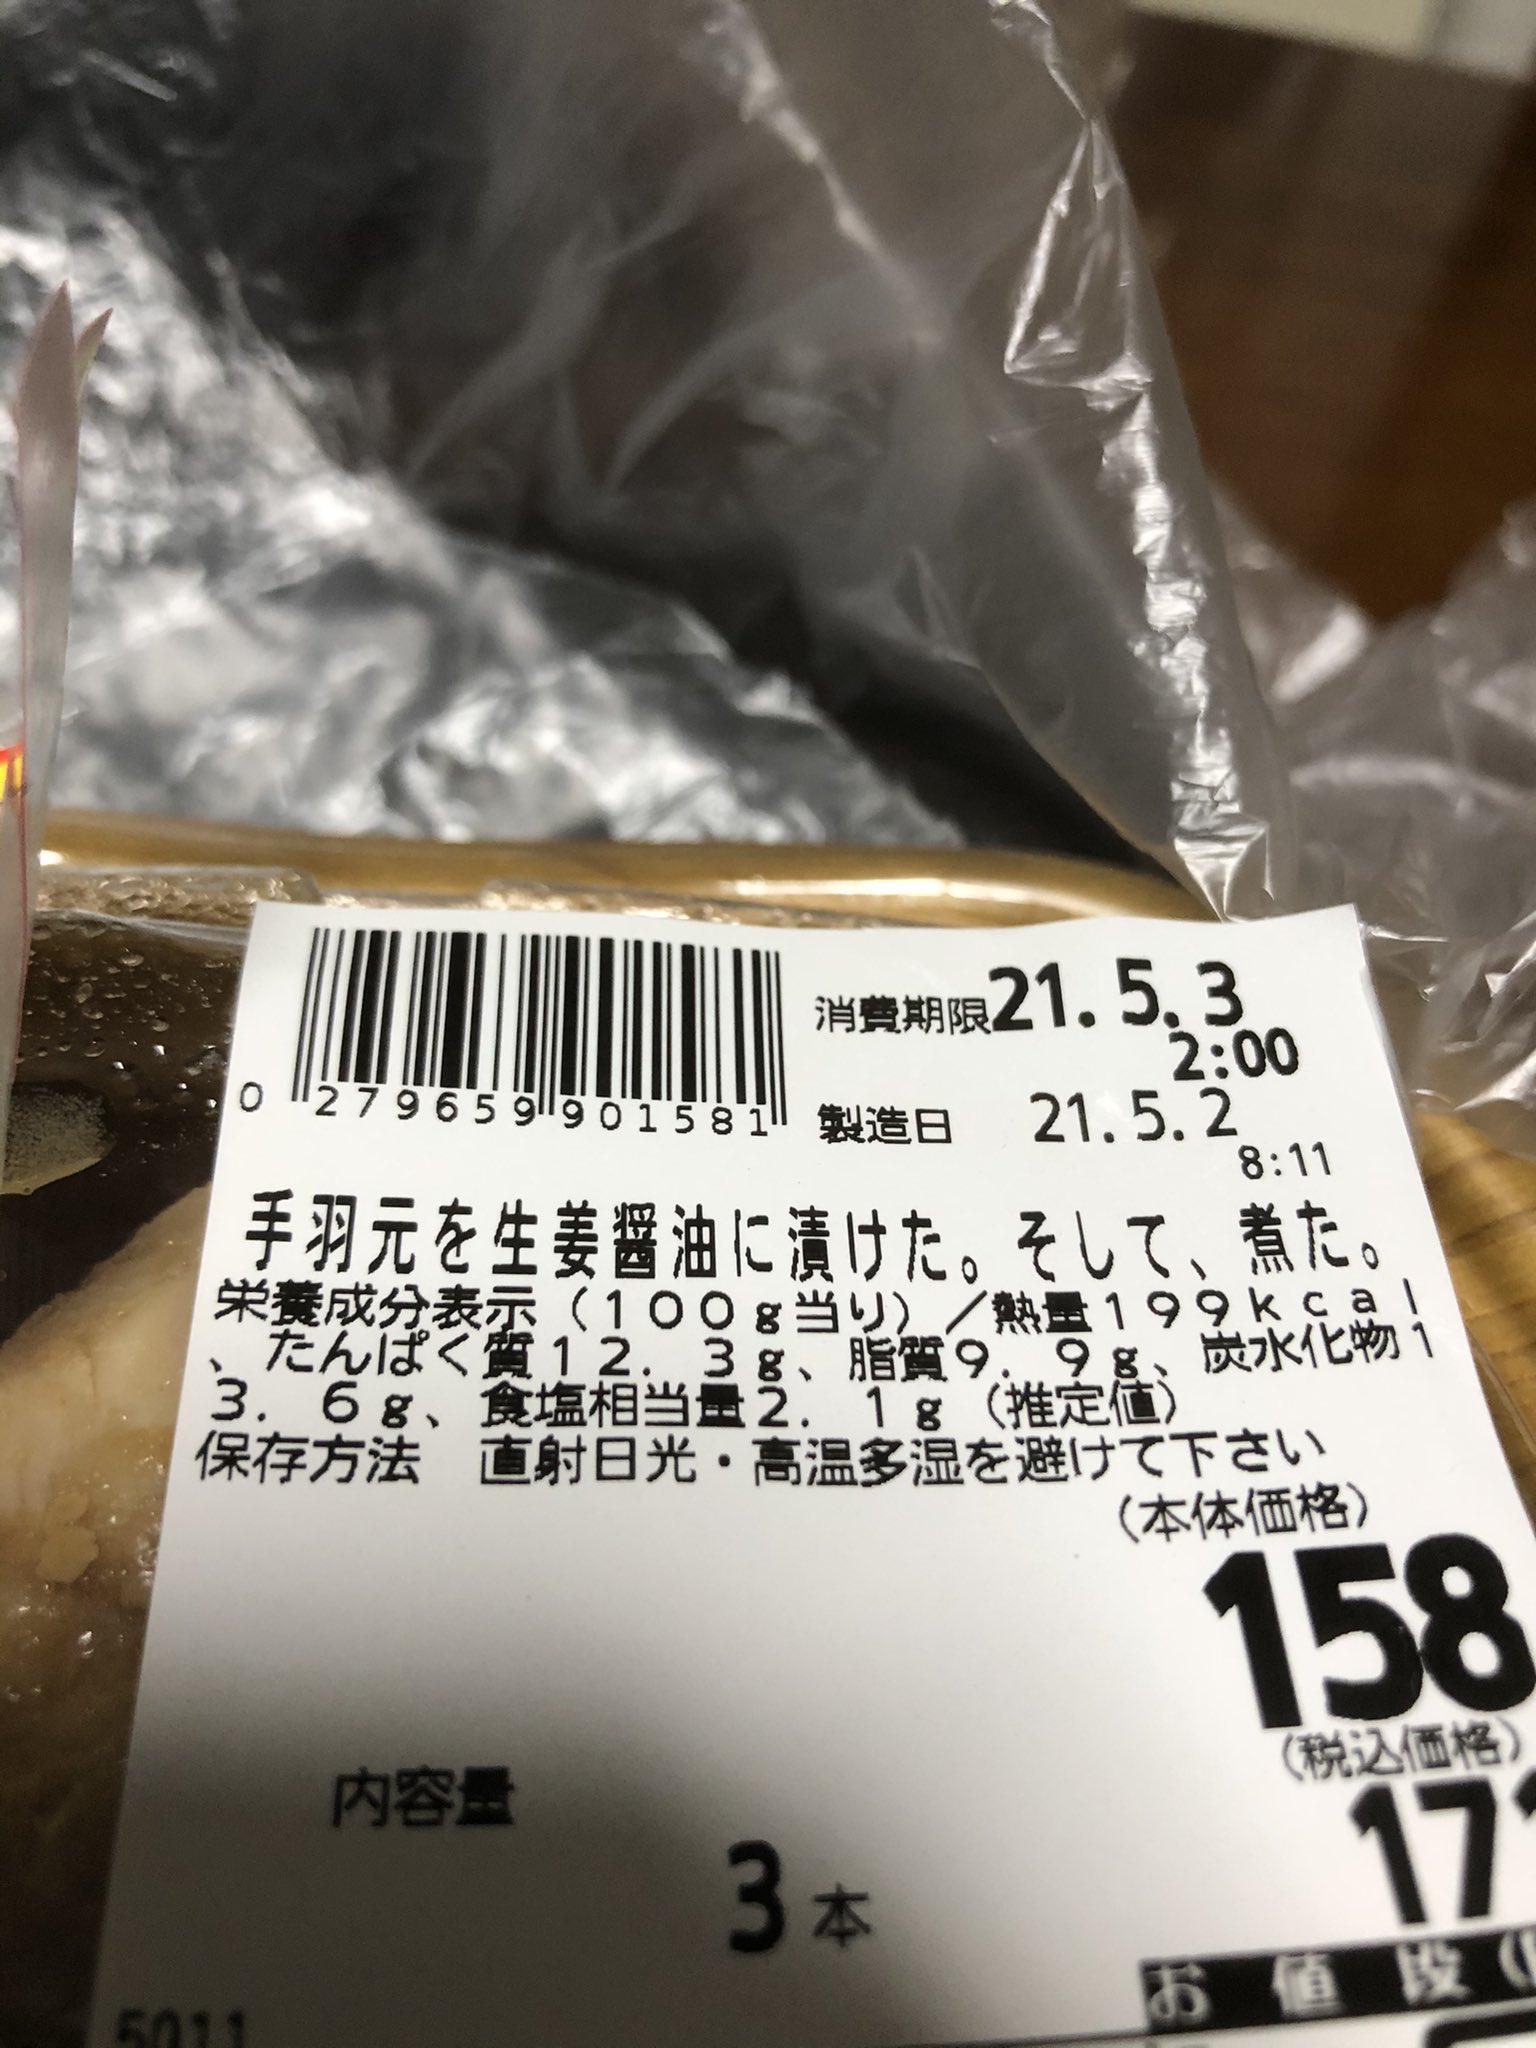 消費期限21.5.3
2:00
0 279659 901581
製造日 21.5.2
8:11
手羽元を生姜醤油に漬けた。そして、煮た。
栄養成分表示（100g当り）／熱量199kcal
、たんぱく質12.3g、脂質9.9g、炭水化物1
3.6g、食塩相当量2.1g（推定値）
保存方法 直射日光・高温多湿を避けて下さい
（本体価格）
158
（税込価格）
17
内容量
3本
お値段
5011